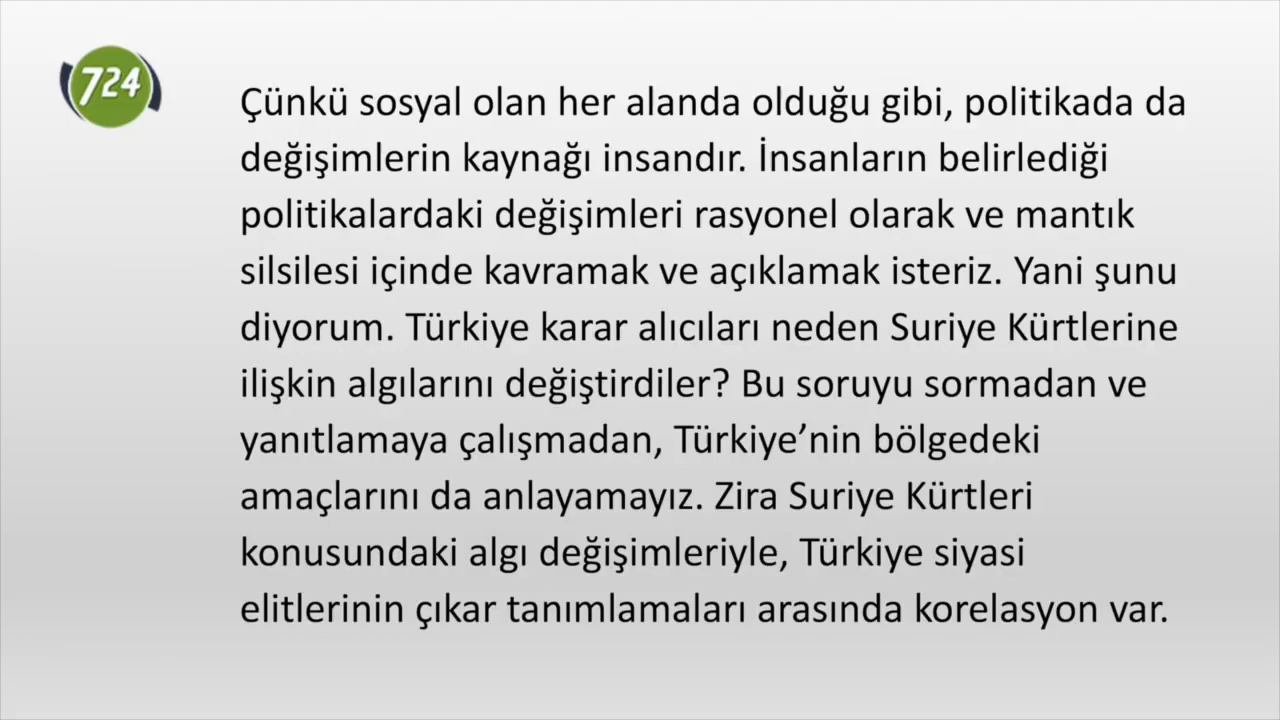 724
Çünkü sosyal olan her alanda olduğu gibi, politikada da
değişimlerin kaynağı insandır. İnsanların belirlediği
politikalardaki değişimleri rasyonel olarak ve mantık
silsilesi içinde kavramak ve açıklamak isteriz. Yani şunu
diyorum. Türkiye karar alıcıları neden Suriye Kürtlerine
ilişkin algılarını değiştirdiler? Bu soruyu sormadan ve
yanıtlamaya çalışmadan, Türkiye’nin bölgedeki
amaçlarını da anlayamayız. Zira Suriye Kürtleri
konusundaki algı değişimleriyle, Türkiye siyasi
elitlerinin çıkar tanımlamaları arasında korelasyon var.